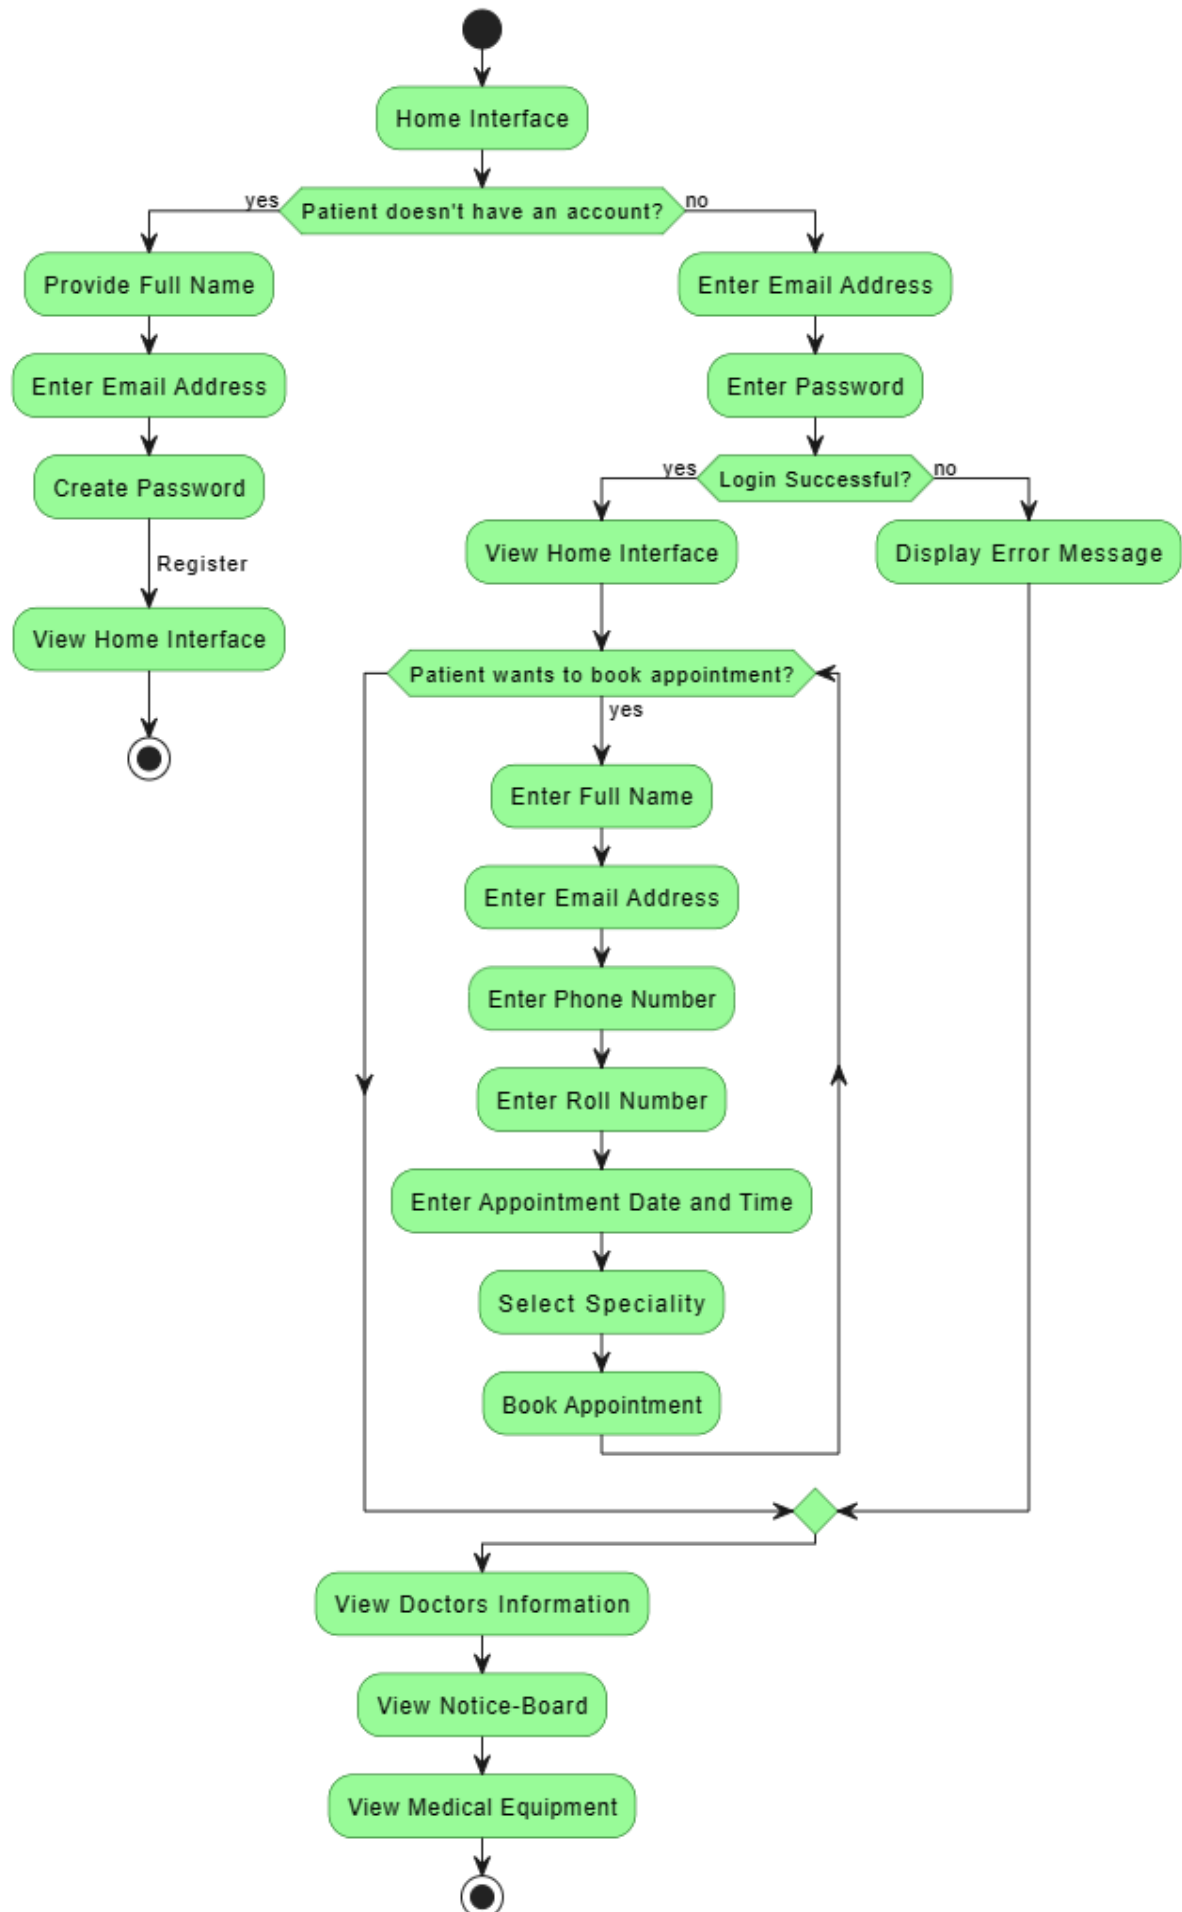 Home Interface
yes
Patient doesn't have an account?
no
Provide Full Name
Enter Email Address
Enter Email Address
Enter Password
Create Password
yes
Login Successful?
no
Register
View Home Interface
Display Error Message
View Home Interface
Patient wants to book appointment?
yes
Enter Full Name
Enter Email Address
Enter Phone Number
Enter Roll Number
Enter Appointment Date and Time
Select Speciality
Book Appointment
View Doctors Information
View Notice-Board
View Medical Equipment